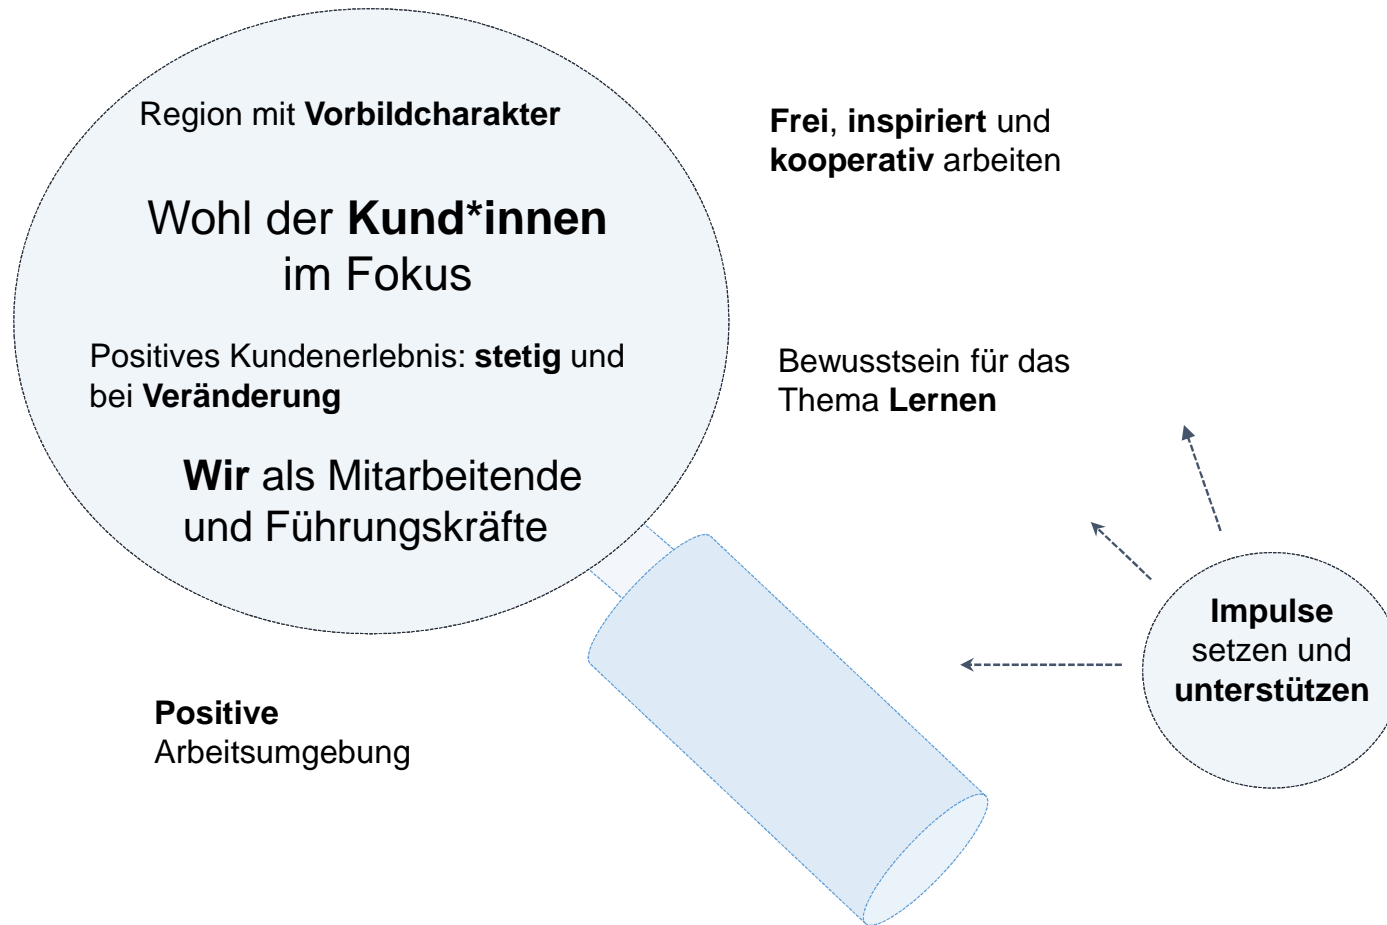 Region mit Vorbildcharakter
Wohl der Kund*innen
im Fokus
Positives Kundenerlebnis: stetig und
bei Veränderung
Wir als Mitarbeitende
und Führungskräfte
Frei, inspiriert und
kooperativ arbeiten
Bewusstsein für das
Thema Lernen
Impulse
setzen und
unterstützen
Positive
Arbeitsumgebung